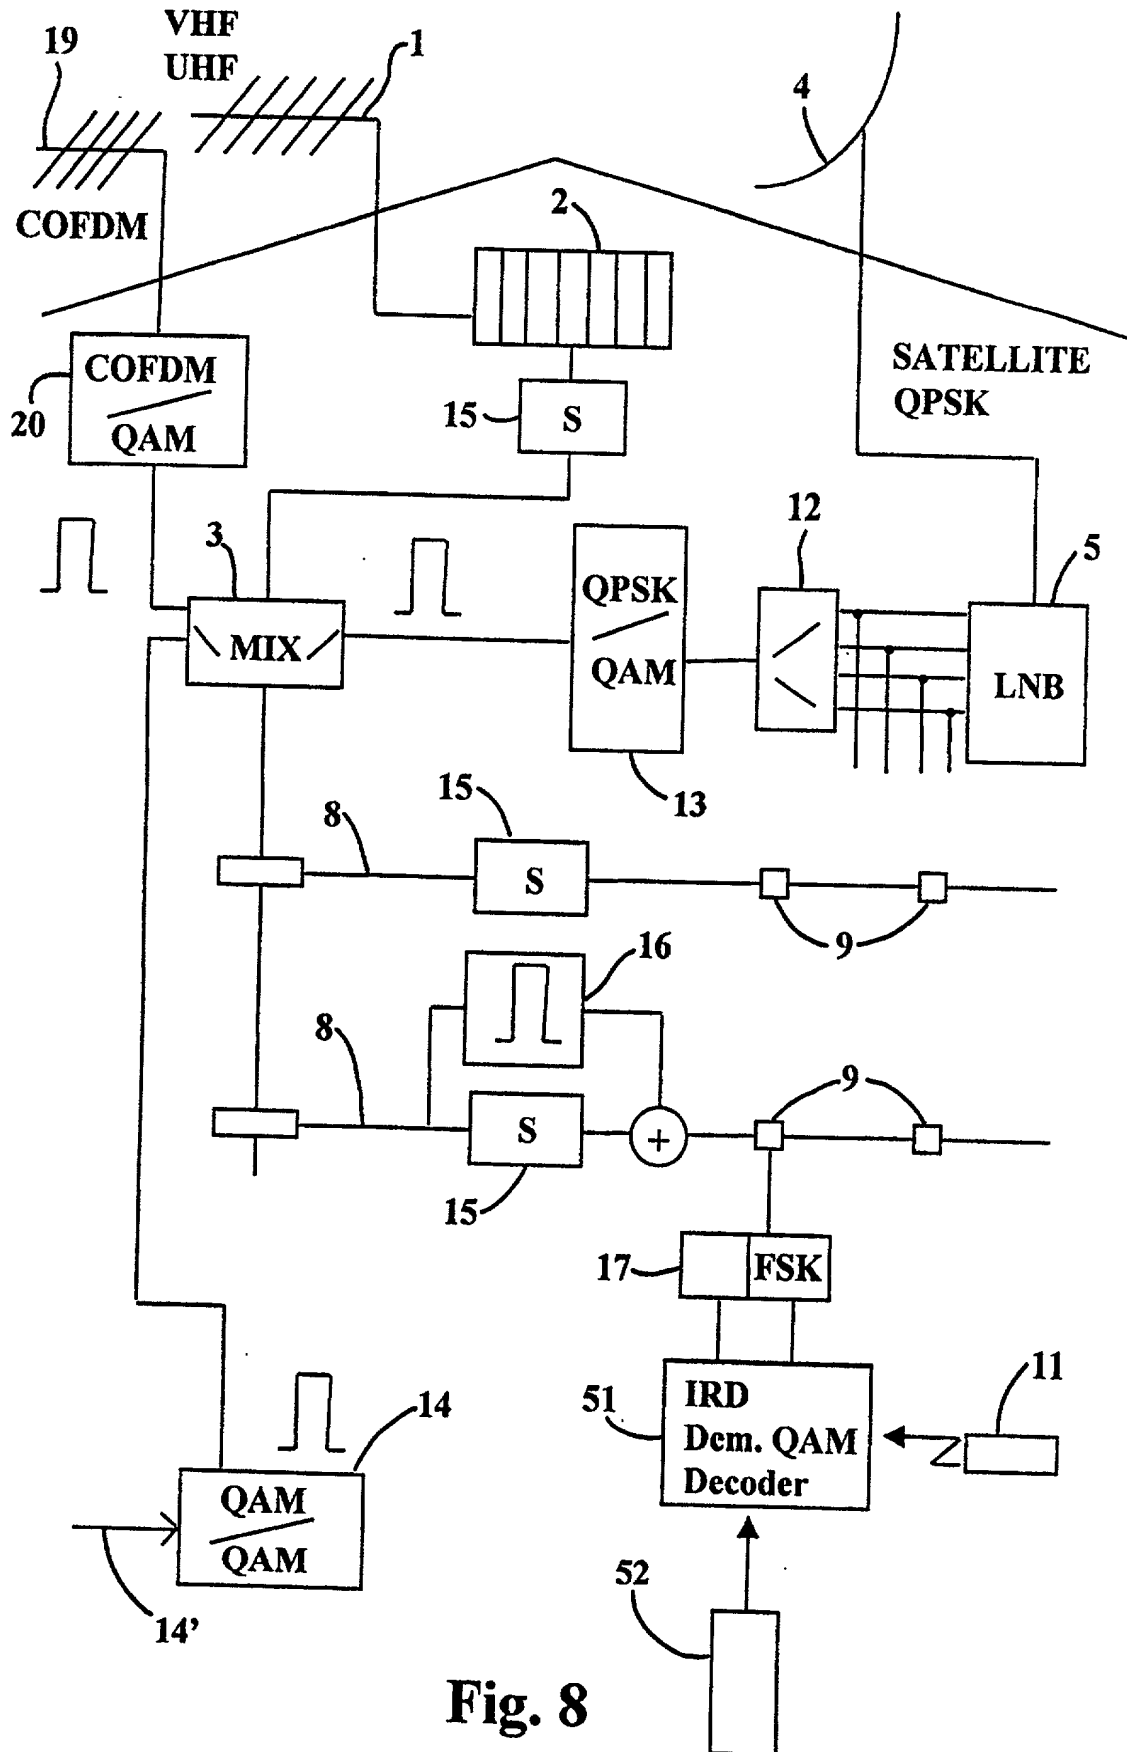 VHF
UHF
19
1
4
COFDM
2
COFDM
QAM
20
15
S
SATELLITE
QPSK
3
MIX
12
5
QPSK
QAM
LNB
13
8
15
S
9
16
8
9
S
15
17
FSK
51
IRD
Dem. QAM
Decoder
11
14
QAM
QAM
14’
52
Fig. 8